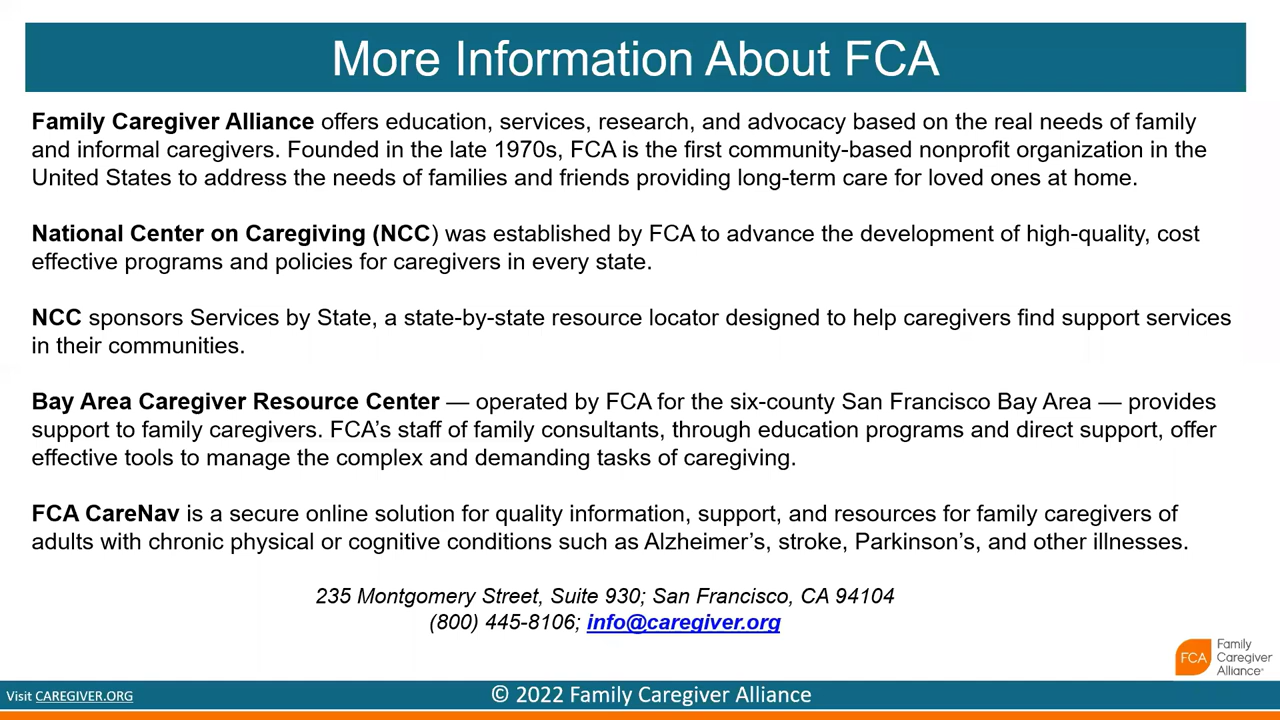 More Information About FCA
Family Caregiver Alliance offers education, services, research, and advocacy based on the real needs of family
and informal caregivers. Founded in the late 1970s, FCA is the first community-based nonprofit organization in the
United States to address the needs of families and friends providing long-term care for loved ones at home.
National Center on Caregiving (NCC) was established by FCA to advance the development of high-quality, cost
effective programs and policies for caregivers in every state.
NCC sponsors Services by State, a state-by-state resource locator designed to help caregivers find support services
in their communities.
Bay Area Caregiver Resource Center — operated by FCA for the six-county San Francisco Bay Area — provides
support to family caregivers. FCA’s staff of family consultants, through education programs and direct support, offer
effective tools to manage the complex and demanding tasks of caregiving.
FCA CareNav is a secure online solution for quality information, support, and resources for family caregivers of
adults with chronic physical or cognitive conditions such as Alzheimer’s, stroke, Parkinson’s, and other illnesses.
235 Montgomery Street, Suite 930; San Francisco, CA 94104
(800) 445-8106; info@caregiver.org
FCA
Family
Caregiver
Alliance
Visit CAREGIVER.ORG
© 2022 Family Caregiver Alliance